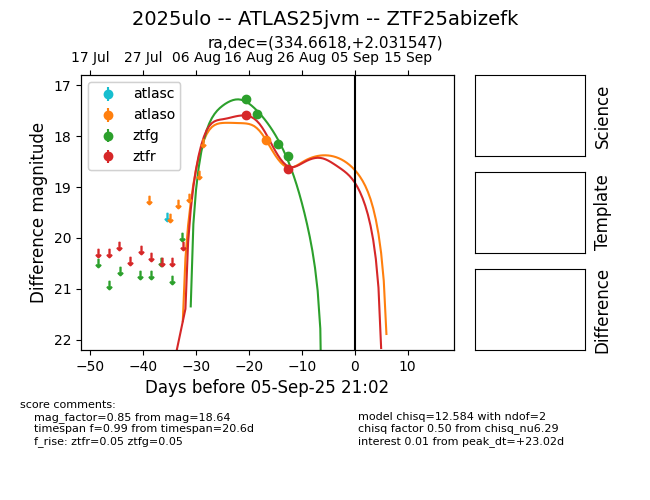 2025ulo -- ATLAS25jvm -- ZTF25abizefk
ra,dec=(334.6618,+2.031547)
17 Jul 27 Jul 06 Aug 16 Aug 26 Aug 05 Sep 15 Sep
atlasc
atlaso
ztfg
ztfr
17
18
19
20
21
22
Difference magnitude
−50 −40 −30 −20 −10 0 10
Days before 05-Sep-25 21:02
Science
Template
Difference
score comments:
mag_factor=0.85 from mag=18.64
timespan f=0.99 from timespan=20.6d
f_rise: ztfr=0.05 ztfg=0.05
model chisq=12.584 with ndof=2
chisq factor 0.50 from chisq_nu6.29
interest 0.01 from peak_dt=+23.02d